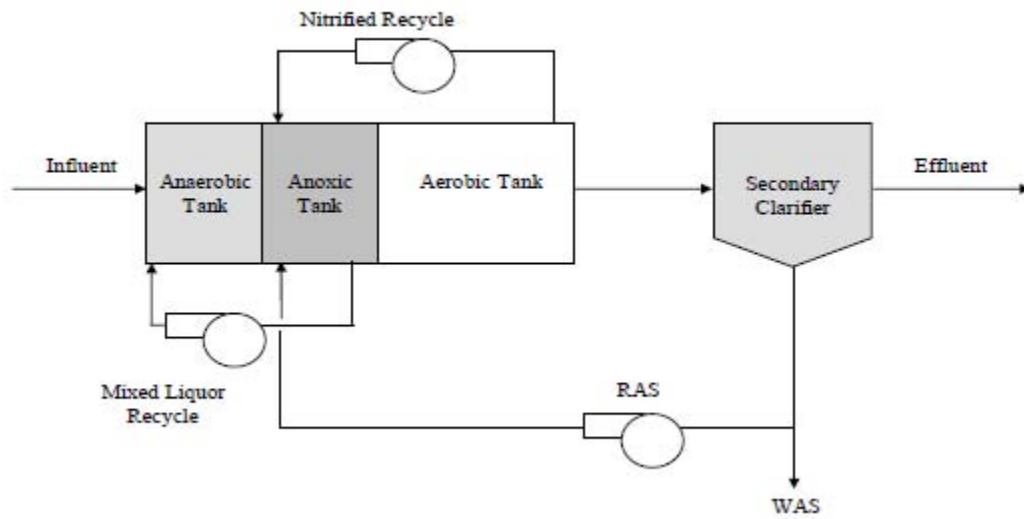 Nitrified Recycle
Influent
Anaerobic
Tank
Anoxic
Tank
Aerobic Tank
Secondary
Clarifier
Effluent
Mixed Liquor
Recycle
RAS
WAS